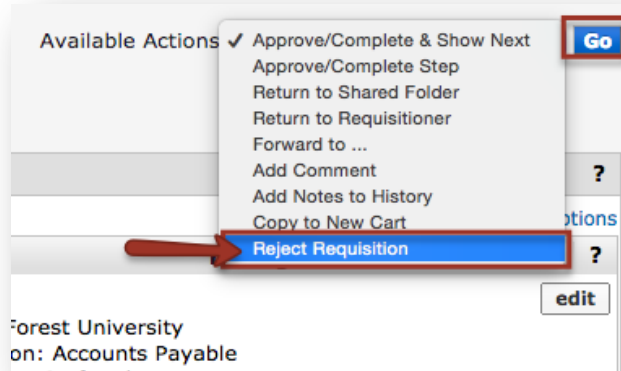 Available Actions ✓ Approve/Complete & Show Next Go
Approve/Complete Step
Return to Shared Folder
Return to Requisitioner
Forward to ...
Add Comment
?
Add Notes to History
Copy to New Cart
ptions
Reject Requisition
?
edit
Forest University
on: Accounts Payable